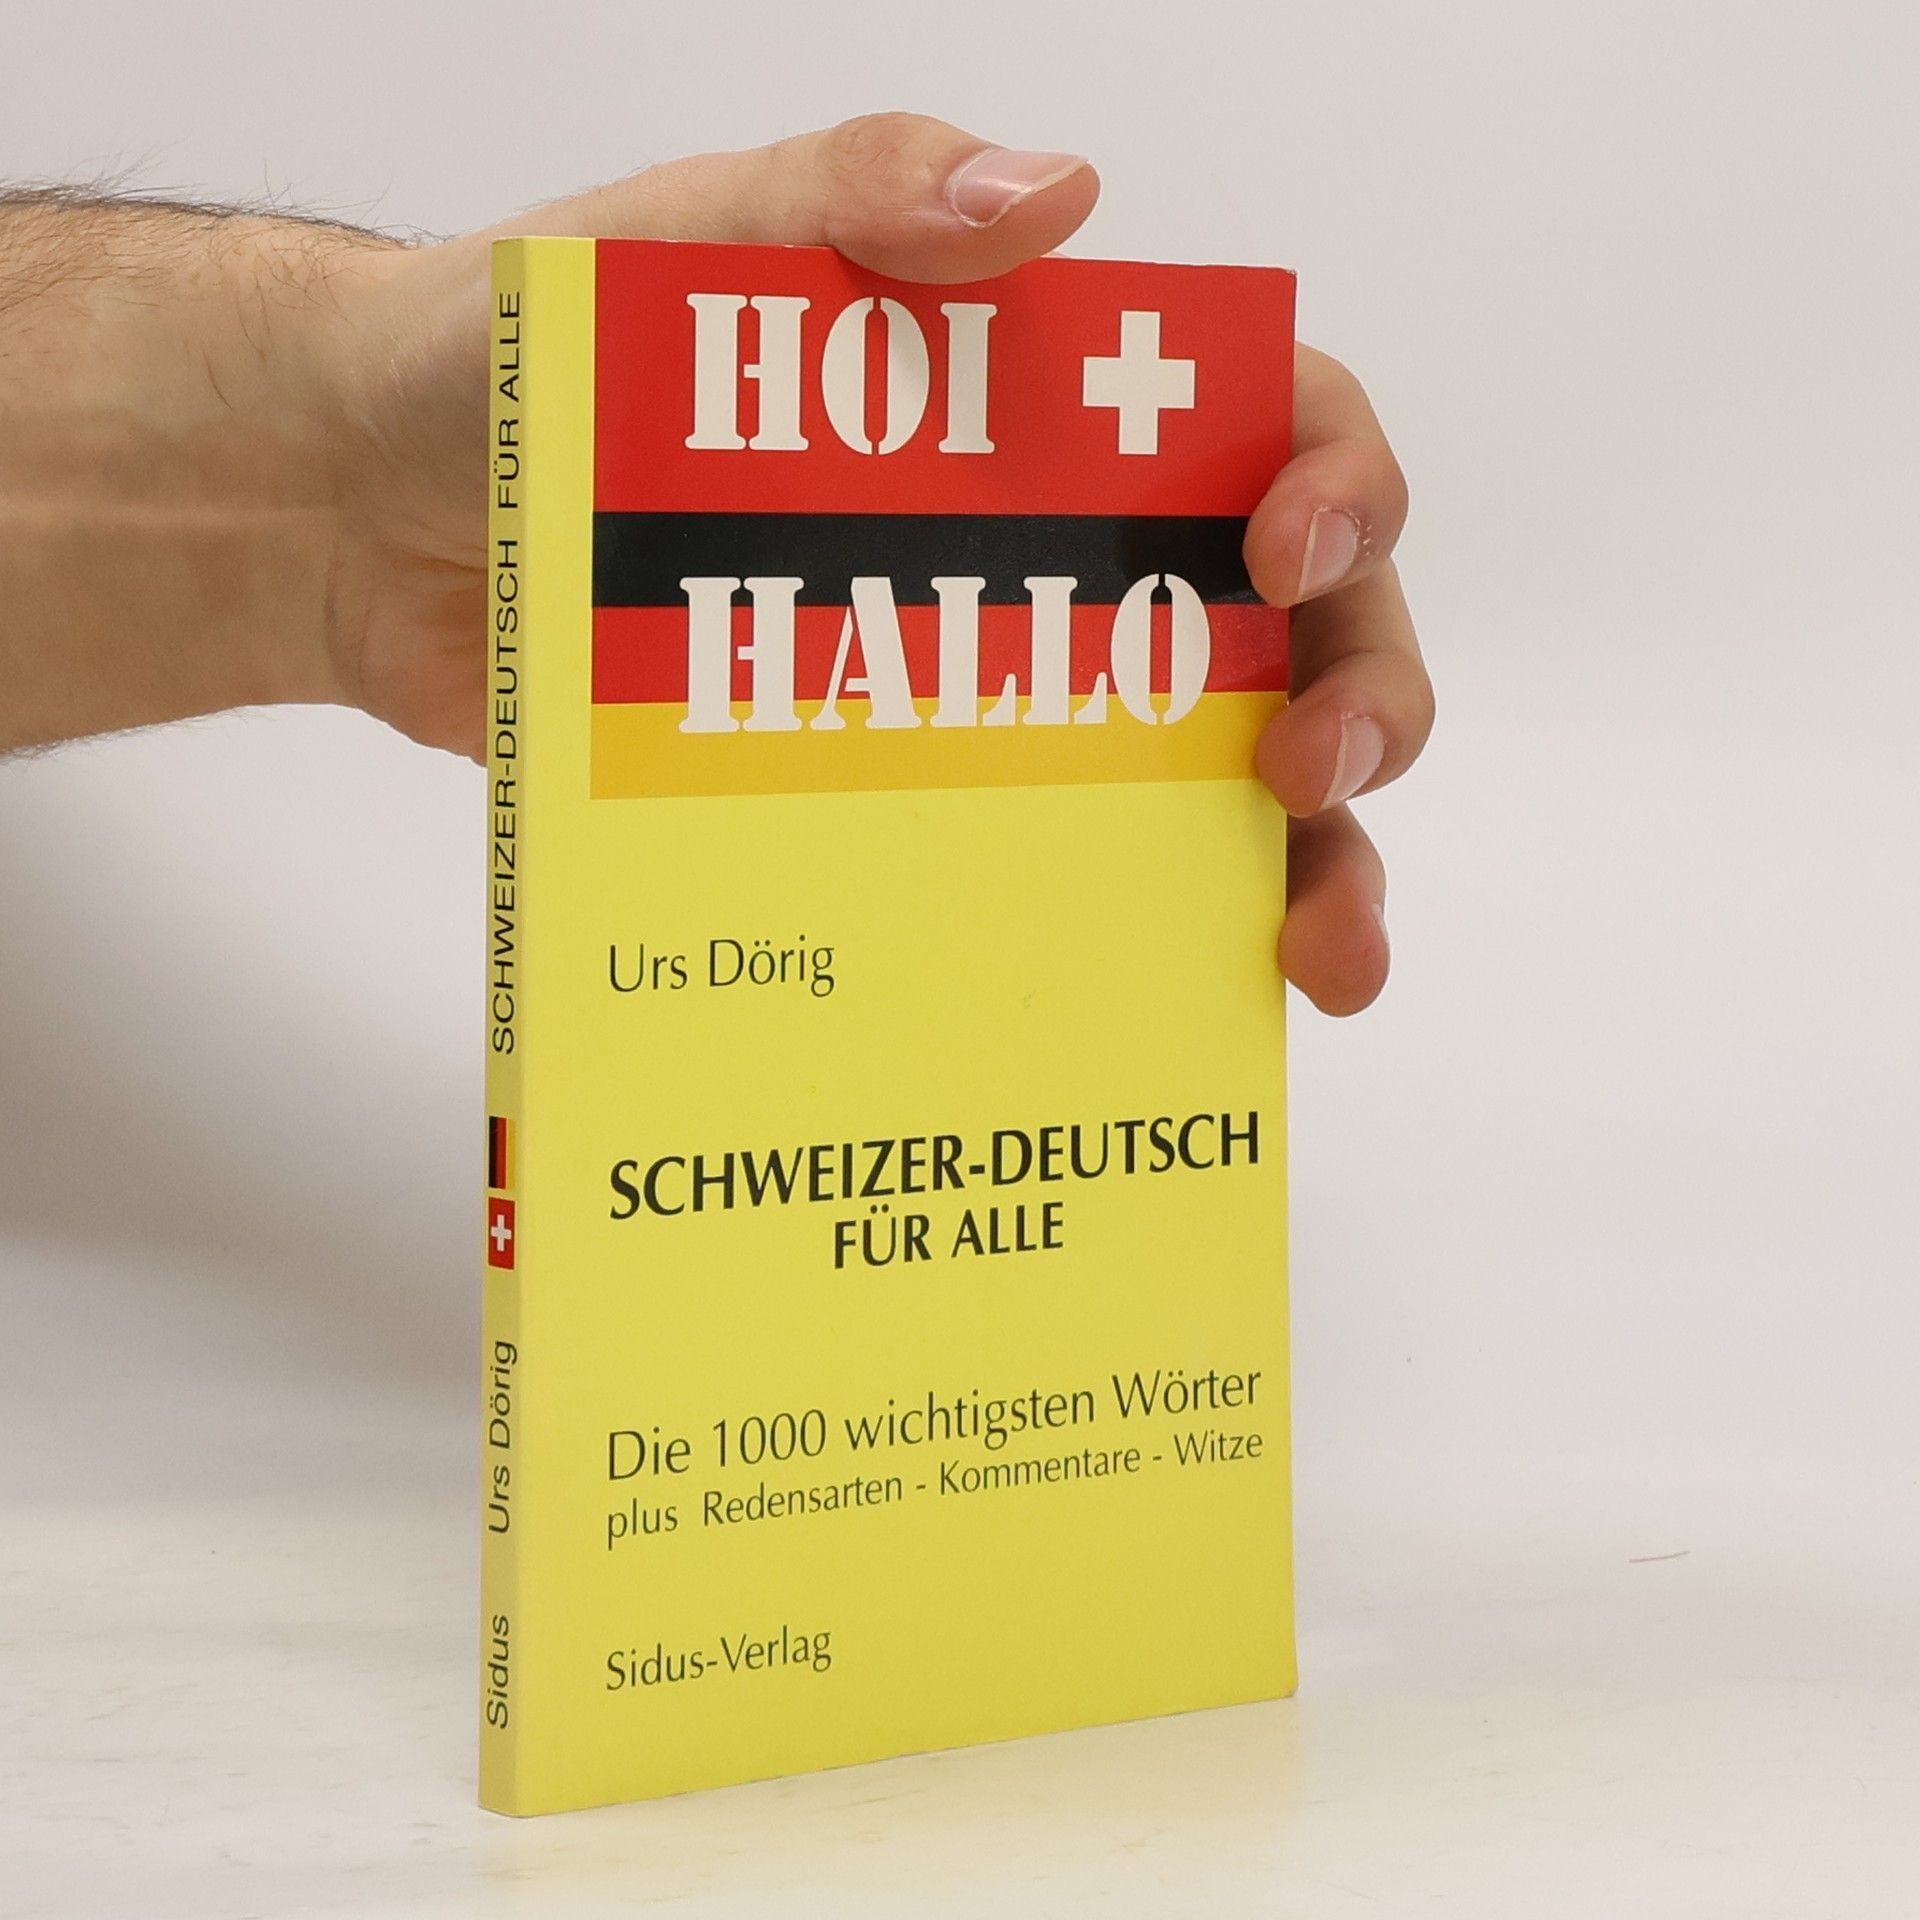 HOI +
HALLO
Urs Dörig
SCHWEIZER-DEUTSCH
FÜR ALLE
Die 1000 wichtigsten Wörter
plus Redensarten - Kommentare - Witze
Sidus-Verlag
Sidus Urs Dörig SCHWEIZER-DEUTSCH FÜR ALLE